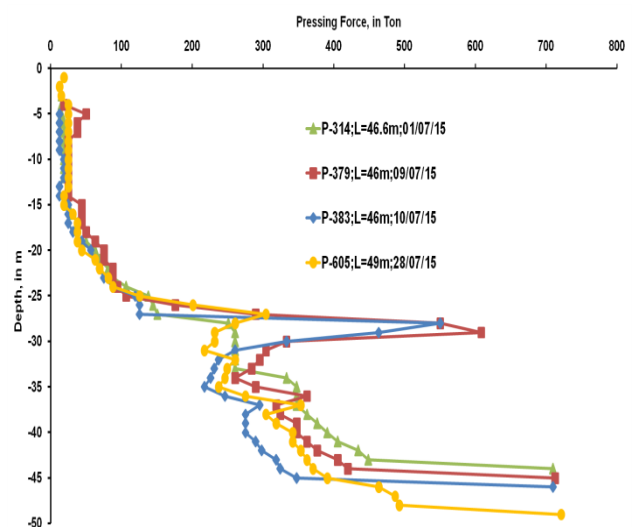 Pressing Force, in Ton
0 100 200 300 400 500 600 700 800
0
-5
-10
-15
-20
-25
-30
-35
-40
-45
-50
Depth, in m
P-314;L=46.6m;01/07/15
P-379;L=46m;09/07/15
P-383;L=46m;10/07/15
P-605;L=49m;28/07/15